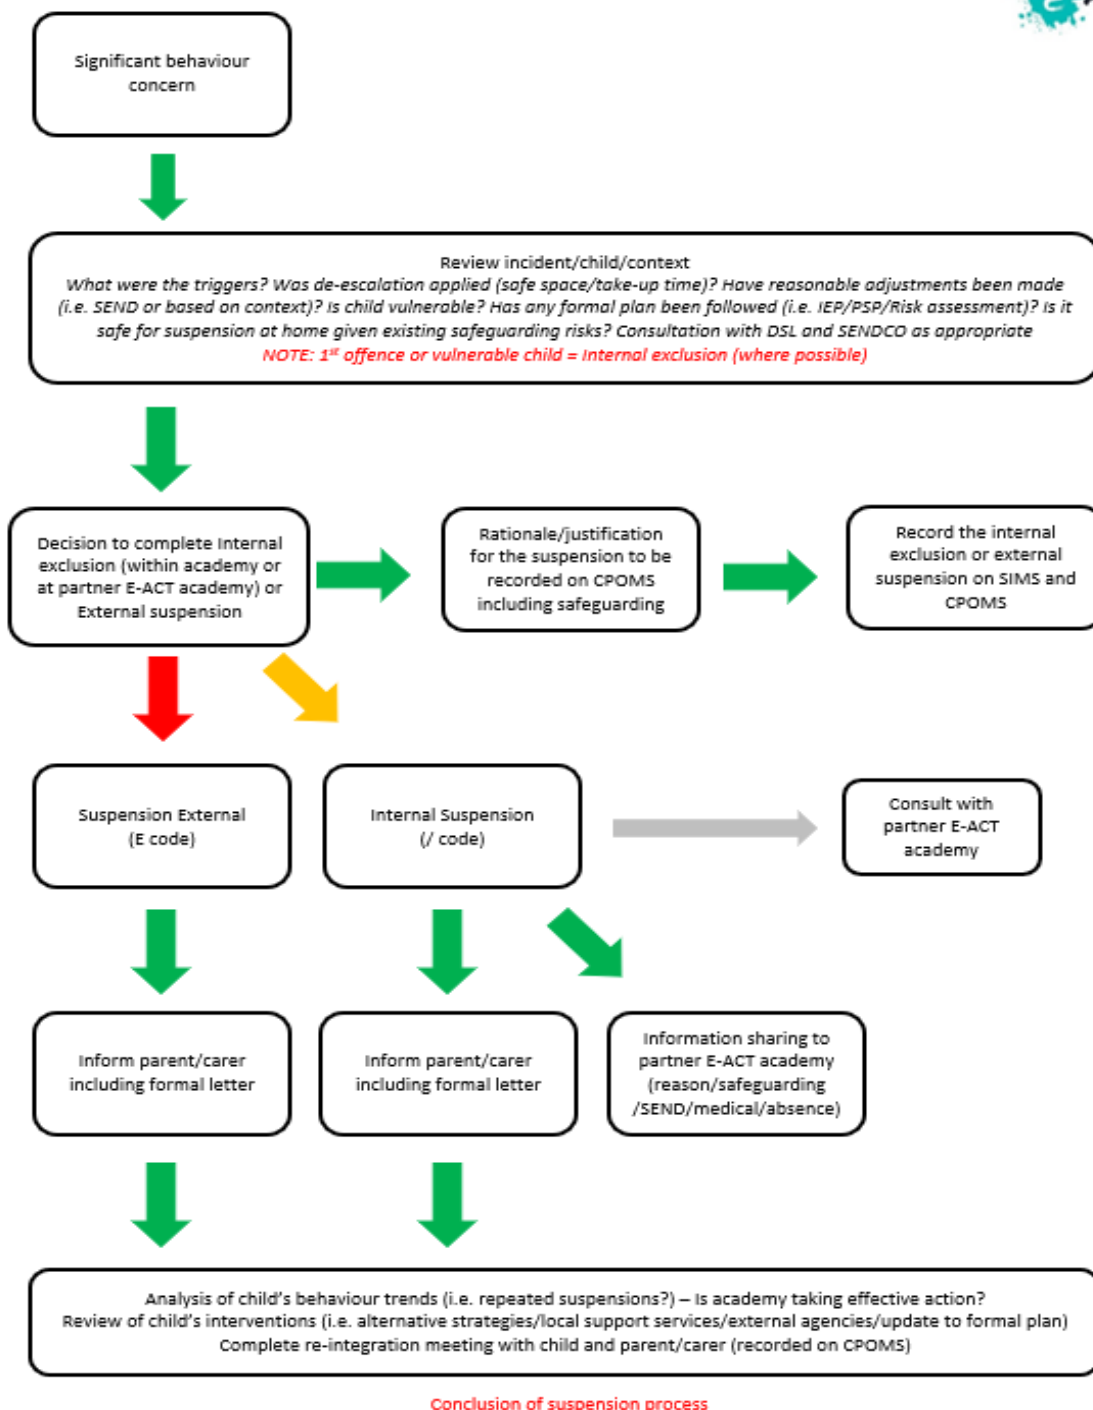 Significant behaviour
concern
Review incident/child/context
What were the triggers? Was de-escalation applied (safe space/take-up time)? Have reasonable adjustments been made
(i.e. SEND or based on context)? Is child vulnerable? Has any formal plan been followed (i.e. IEP/PSP/Risk assessment)? Is it
safe for suspension at home given existing safeguarding risks? Consultation with DSL and SENDCO as appropriate
NOTE: 1st offence or vulnerable child = Internal exclusion (where possible)
Decision to complete Internal
exclusion (within academy or
at partner E-ACT academy) or
External suspension
Rationale/justification
for the suspension to be
recorded on CPOMS
including safeguarding
Record the internal
exclusion or external
suspension on SIMS and
CPOMS
Suspension External
(E code)
Internal Suspension
(/ code)
Consult with
partner E-ACT
academy
Inform parent/carer
including formal letter
Inform parent/carer
including formal letter
Information sharing to
partner E-ACT academy
(reason/safeguarding
/SEND/medical/absence)
Analysis of child's behaviour trends (i.e. repeated suspensions?) – Is academy taking effective action?
Review of child's interventions (i.e. alternative strategies/local support services/external agencies/update to formal plan)
Complete re-integration meeting with child and parent/carer (recorded on CPOMS)
Conclusion of suspension process